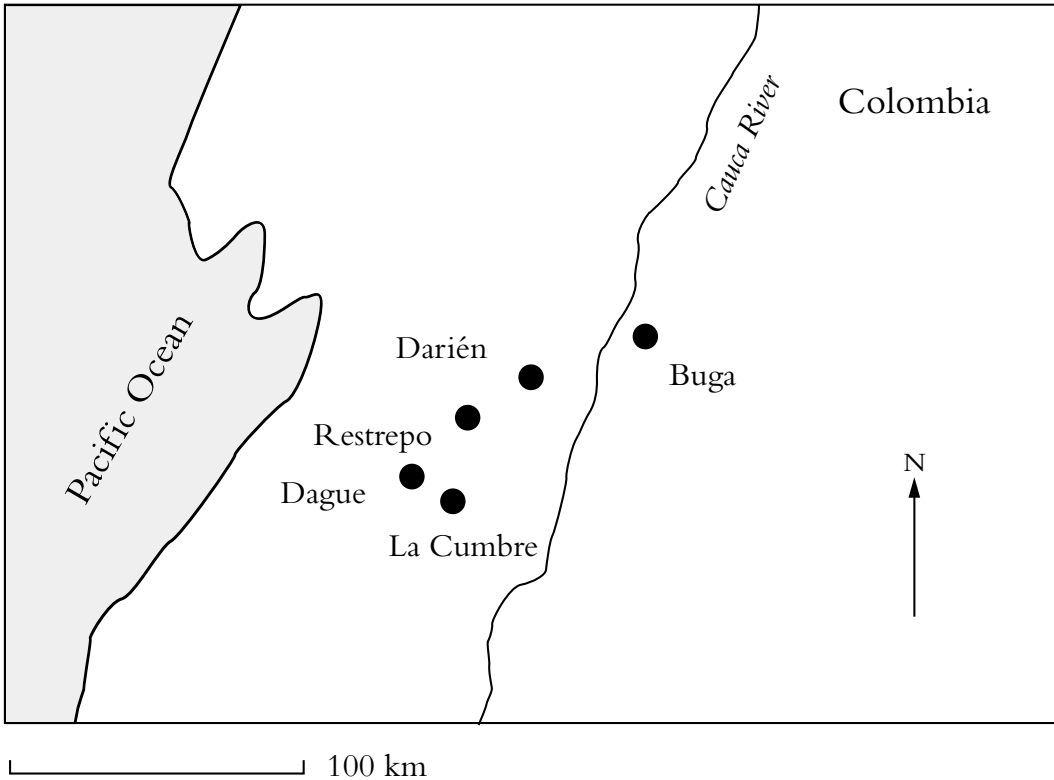 Colombia
Cauca River
Pacific Ocean
Darién
Buga
Restrepo
Dague
La Cumbre
N
100 km